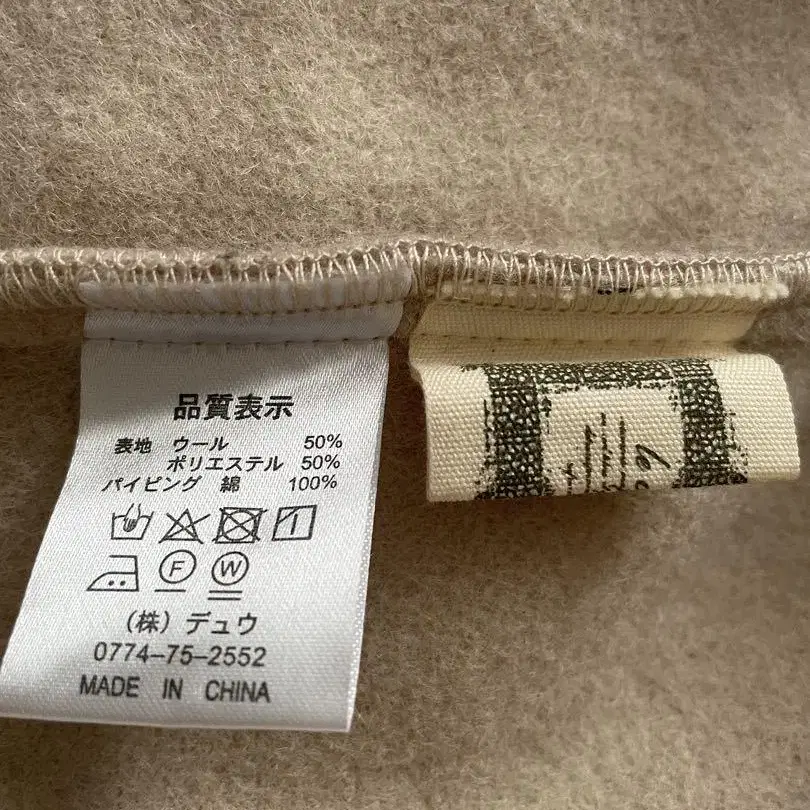 品質表示
表地 ウール 50%
ポリエステル 50%
パイピング 綿 100%
F W
(株) デュウ
0774-75-2552
MADE IN CHINA
le